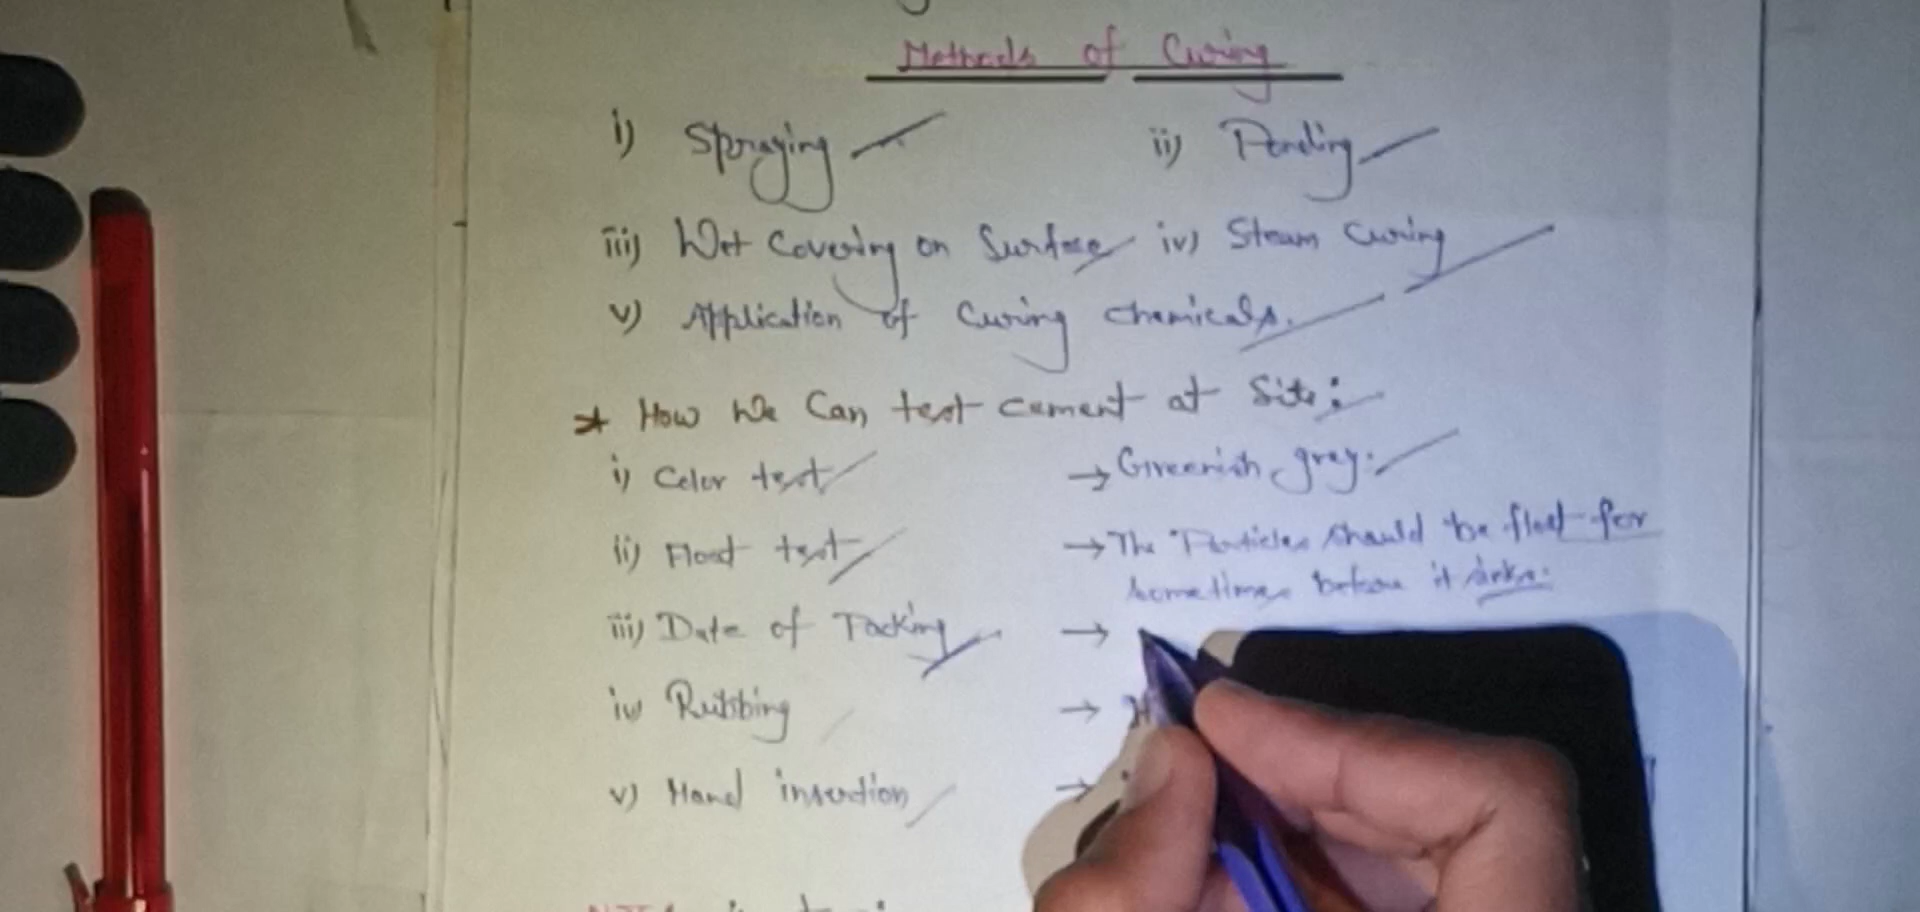 Methods of Curing
i) Spraying ii) Ponding
iii) Wet Covering on Surface iv) Steam Curing
v) Application of Curing Chemicals.
* How We Can test cement at Site:
i) Color test → Greenish grey.
ii) Float test → The Particles should be float for
sometimes before it sinks.
iii) Date of Packing →
iv) Rubbing →
v) Hand insertion →